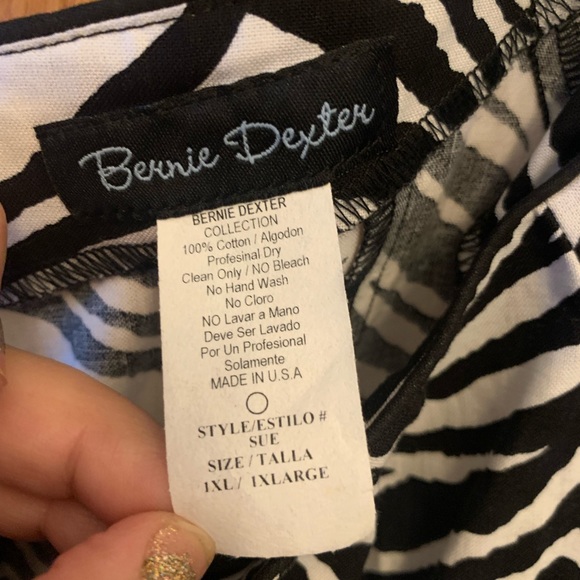 Bernie Dexter
BERNIE DEXTER
COLLECTION
100% Cotton / Algodon
Profesinal Dry
Clean Only / NO Bleach
No Hand Wash
No Cloro
NO Lavar a Mano
Deve Ser Lavado
Por Un Profesional
Solamente
MADE IN U.S.A
STYLE/ESTILO #
SUE
SIZE / TALLA
1XL / 1XLARGE